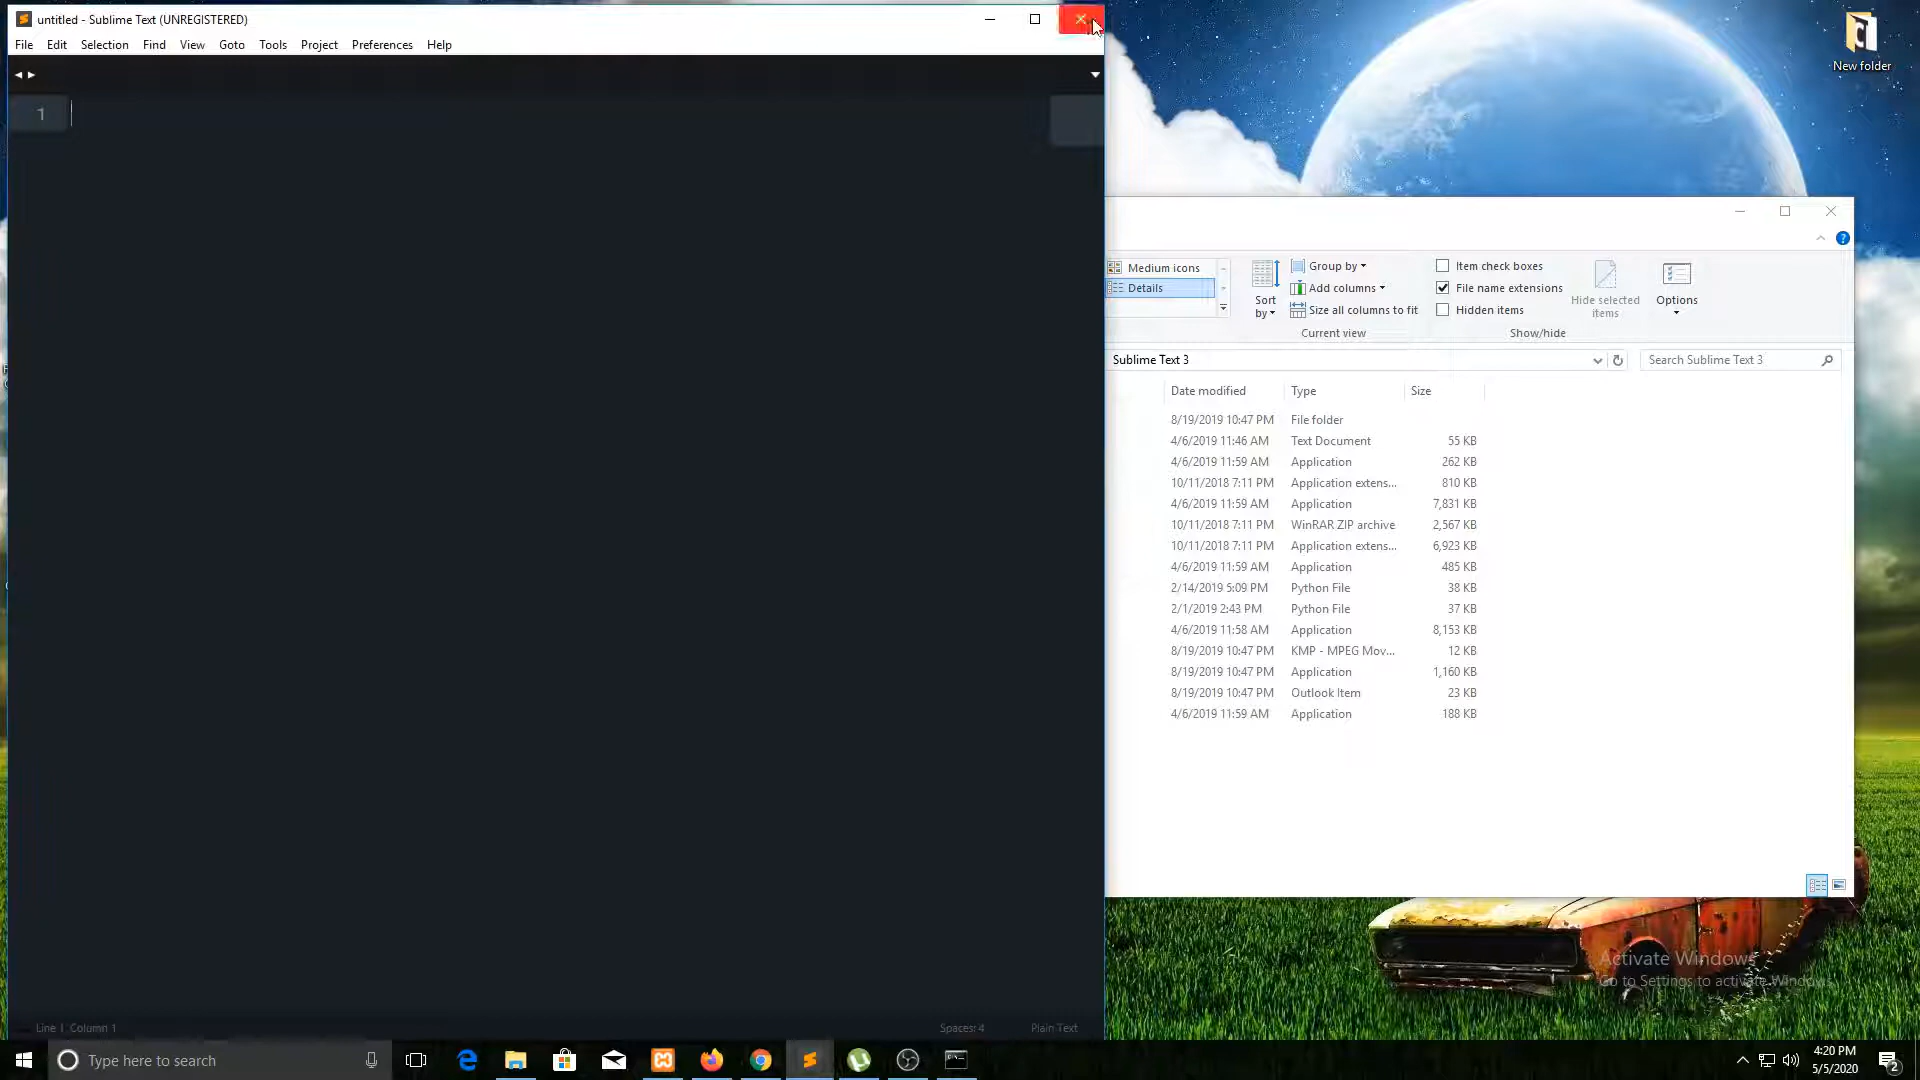 untitled - Sublime Text (UNREGISTERED)
File Edit Selection Find View Goto Tools Project Preferences Help
1
Line 1 Column 1
Spaces: 4
Plain Text
New folder
Medium icons
Details
Sort by
Group by
Add columns
Size all columns to fit
Current view
Item check boxes
File name extensions
Hidden items
Hide selected items
Show/hide
Options
Sublime Text 3
Search Sublime Text 3
Date modified Type Size
8/19/2019 10:47 PM File folder
4/6/2019 11:46 AM Text Document 55 KB
4/6/2019 11:59 AM Application 262 KB
10/11/2018 7:11 PM Application extens... 810 KB
4/6/2019 11:59 AM Application 7,831 KB
10/11/2018 7:11 PM WinRAR ZIP archive 2,567 KB
10/11/2018 7:11 PM Application extens... 6,923 KB
4/6/2019 11:59 AM Application 485 KB
2/14/2019 5:09 PM Python File 38 KB
2/1/2019 2:43 PM Python File 37 KB
4/6/2019 11:58 AM Application 8,153 KB
8/19/2019 10:47 PM KMP - MPEG Mov... 12 KB
8/19/2019 10:47 PM Application 1,160 KB
8/19/2019 10:47 PM Outlook Item 23 KB
4/6/2019 11:59 AM Application 188 KB
Activate Windows
Go to Settings to activate Windows.
Type here to search
4:20 PM
5/5/2020
2